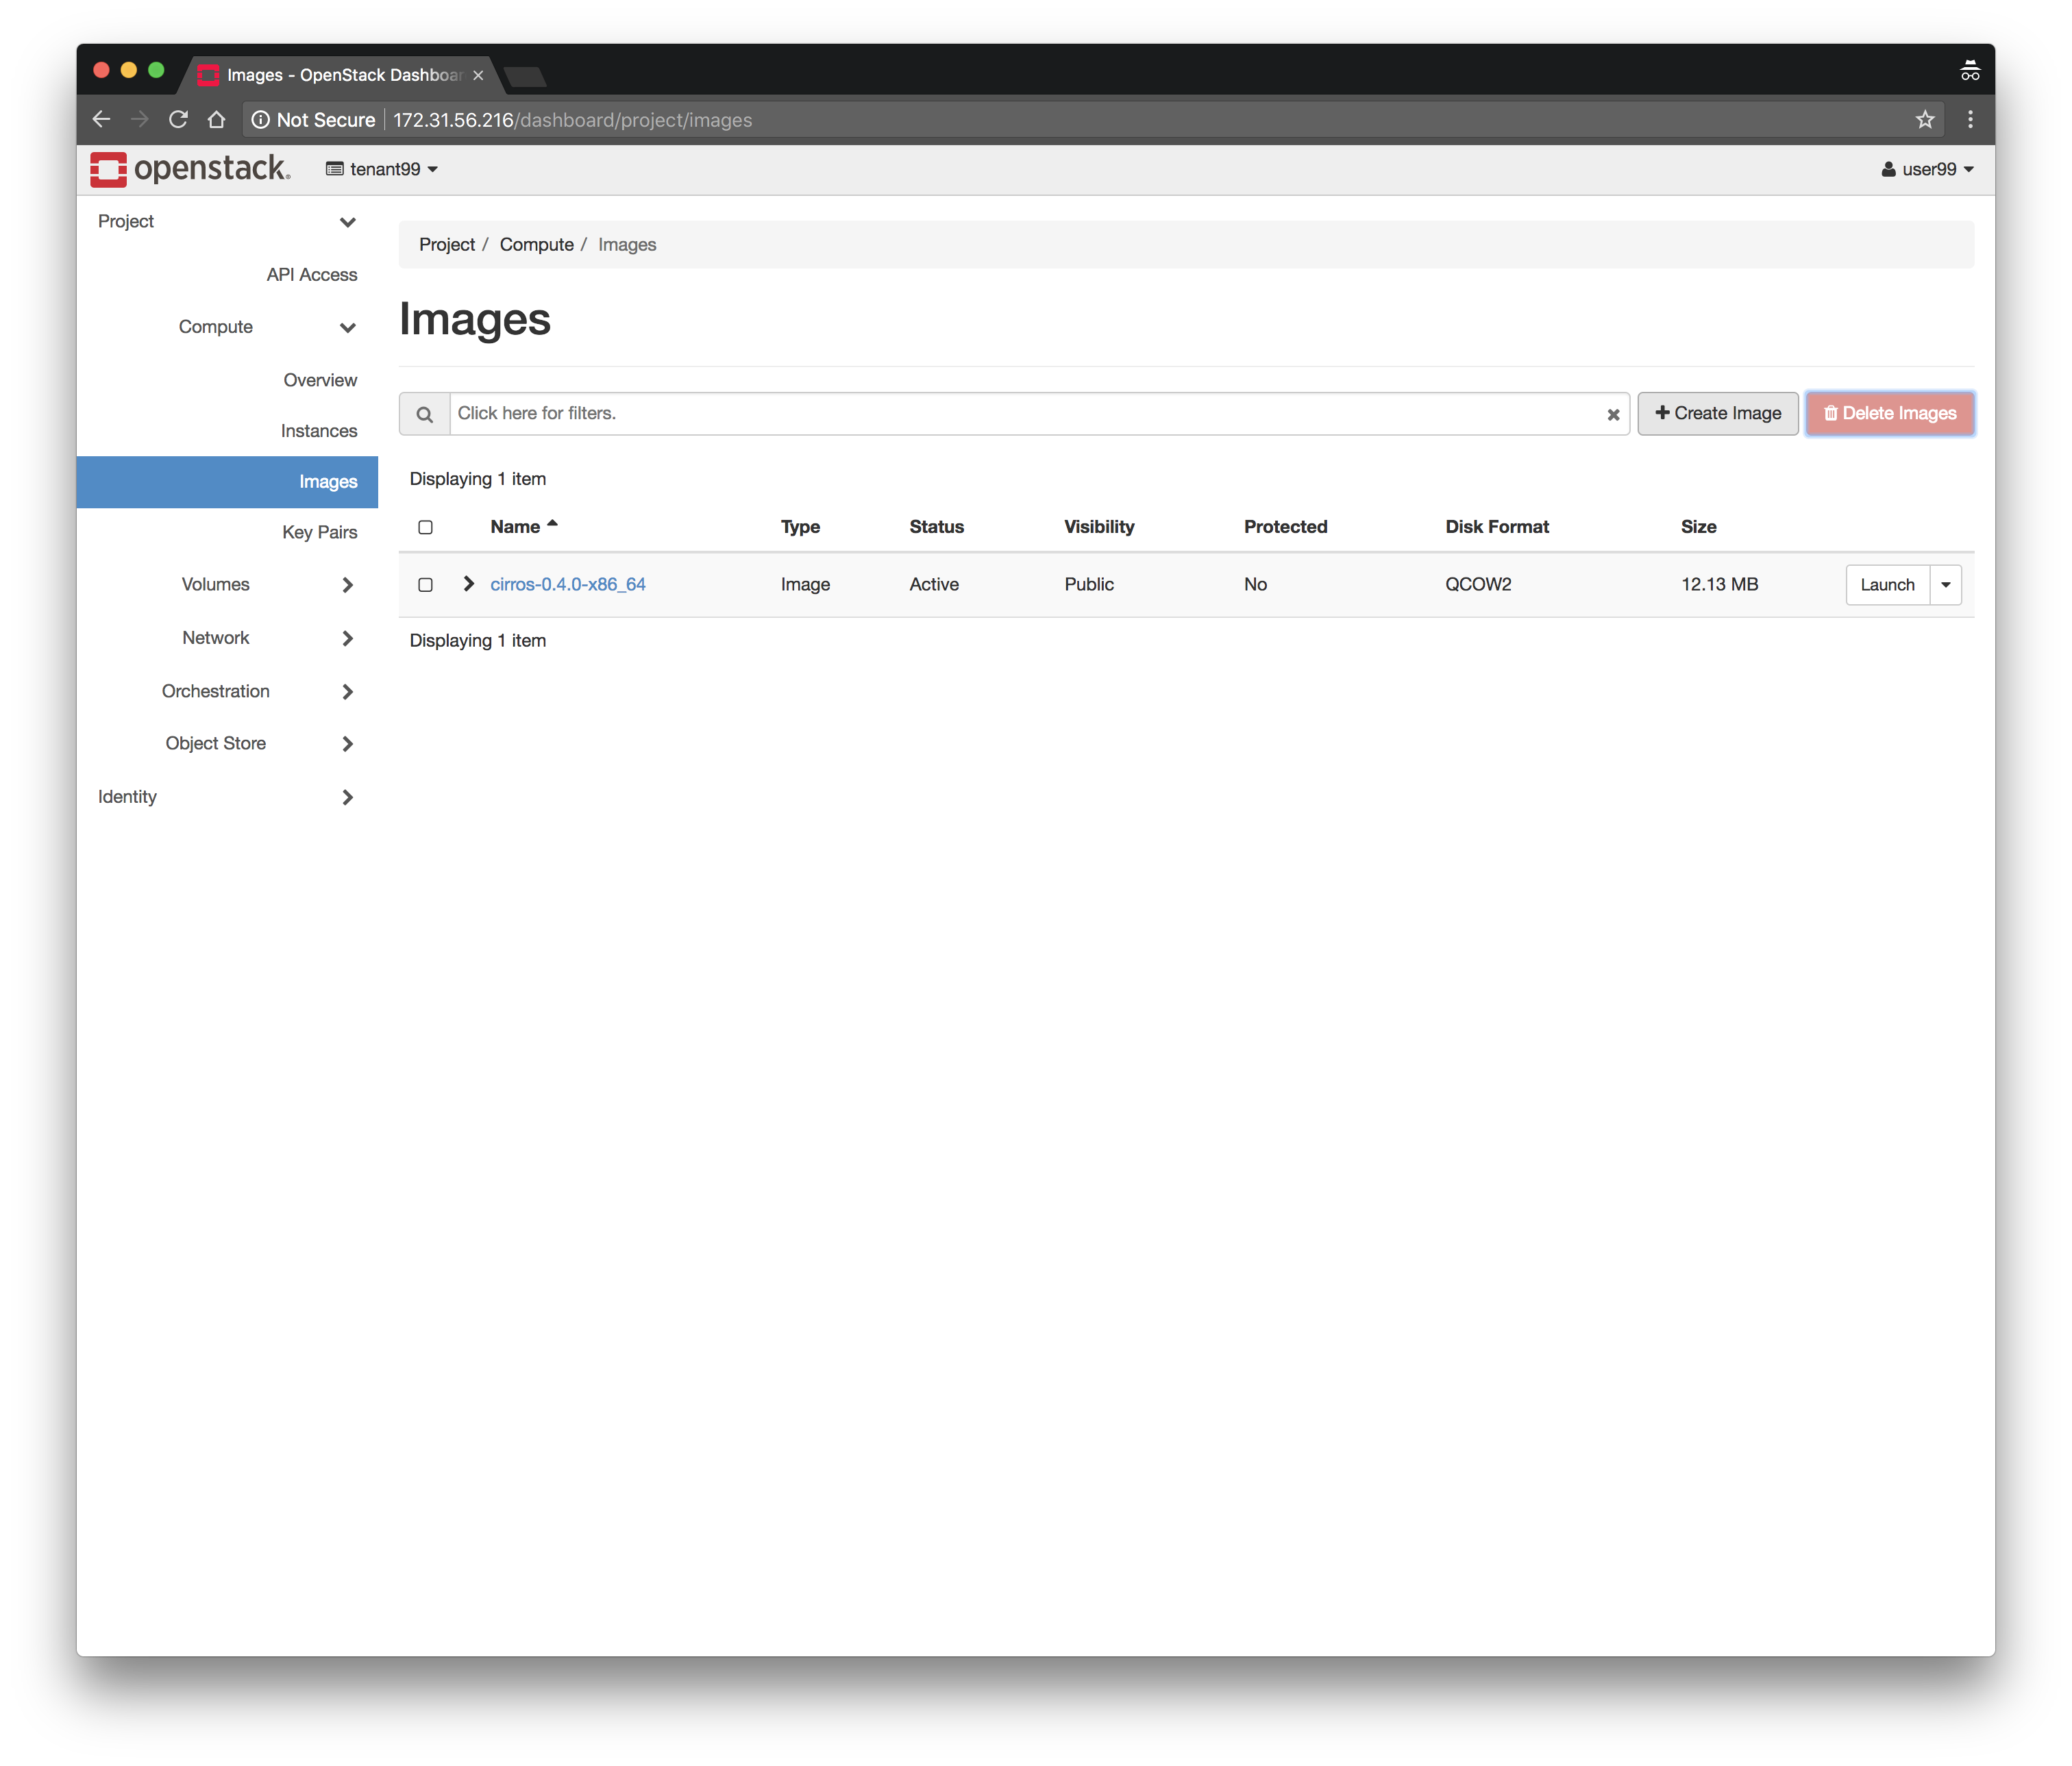 Images - OpenStack Dashboar
Not Secure 172.31.56.216/dashboard/project/images
openstack. tenant99 user99
Project
API Access
Compute
Overview
Instances
Images
Key Pairs
Volumes
Network
Orchestration
Object Store
Identity
Project / Compute / Images
Images
Click here for filters. Create Image Delete Images
Displaying 1 item
Name Type Status Visibility Protected Disk Format Size
cirros-0.4.0-x86_64 Image Active Public No QCOW2 12.13 MB Launch
Displaying 1 item